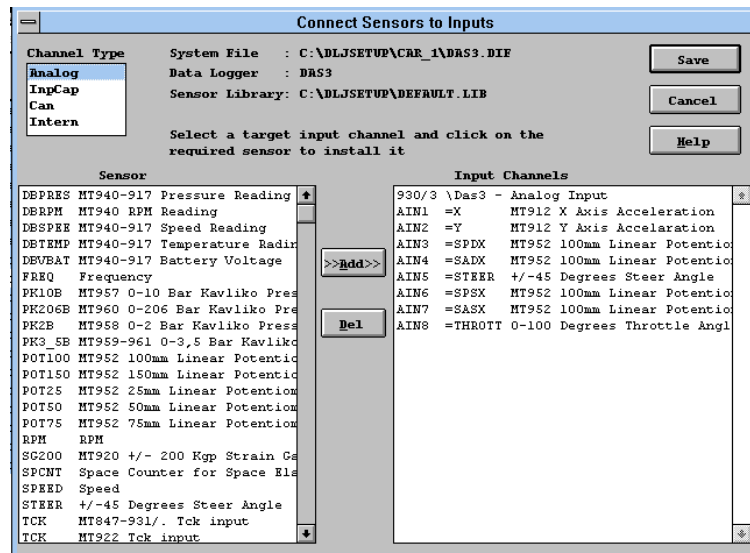 Connect Sensors to Inputs
Channel Type
Analog
InpCap
Can
Intern
System File : C:\DLJSETUP\CAR_1\DAS3.DIF
Data Logger : DAS3
Sensor Library: C:\DLJSETUP\DEFAULT.LIB
Select a target input channel and click on the
required sensor to install it
Save
Cancel
Help
Sensor
DBPRES MT940-917 Pressure Reading
DBRPM MT940 RPM Reading
DBSPEE MT940-917 Speed Reading
DBTEMP MT940-917 Temperature Radin
DBVBAT MT940-917 Battery Voltage
FREQ Frequency
PK10B MT957 0-10 Bar Kavliko Pres
PK206B MT960 0-206 Bar Kavliko Pre
PK2B MT958 0-2 Bar Kavliko Press
PK3_5B MT959-961 0-3,5 Bar Kavlikc
POT100 MT952 100mm Linear Potentic
POT150 MT952 150mm Linear Potentic
POT25 MT952 25mm Linear Potention
POT50 MT952 50mm Linear Potention
POT75 MT952 75mm Linear Potention
RPM RPM
SG200 MT920 +/- 200 Kgp Strain Ga
SPCNT Space Counter for Space Ela
SPEED Speed
STEER +/-45 Degrees Steer Angle
TCK MT847-931/. Tck input
TCK MT922 Tck input
>>Add>>
Del
Input Channels
930/3 \Das3 - Analog Input
AIN1 =X MT912 X Axis Acceleration
AIN2 =Y MT912 Y Axis Accelaration
AIN3 =SPDX MT952 100mm Linear Potentio
AIN4 =SADX MT952 100mm Linear Potentio
AIN5 =STEER +/-45 Degrees Steer Angle
AIN6 =SPSX MT952 100mm Linear Potentio
AIN7 =SASX MT952 100mm Linear Potentio
AIN8 =THROTT 0-100 Degrees Throttle Angl